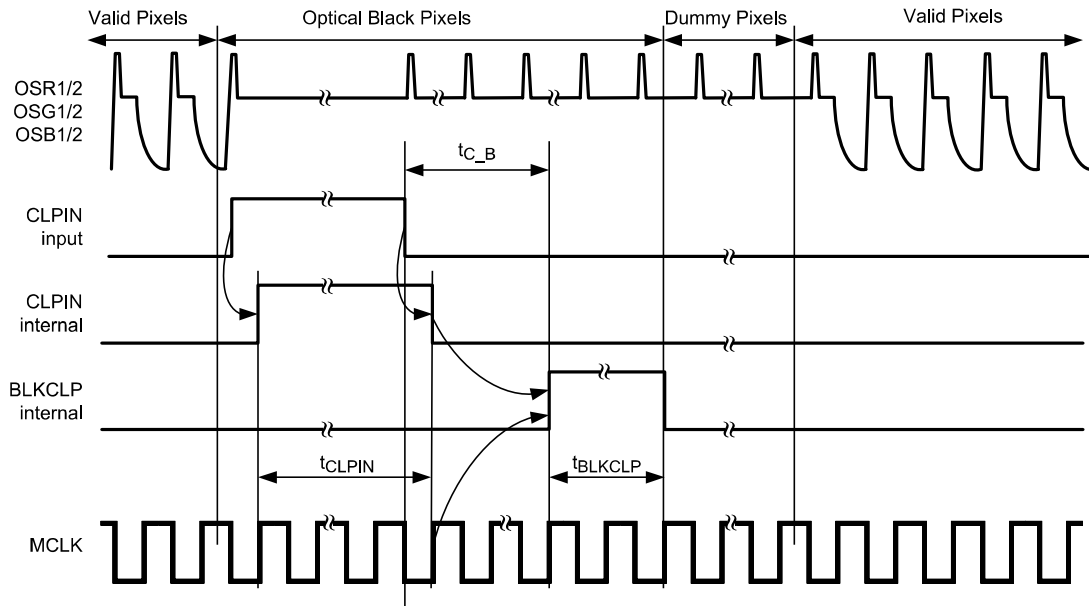 Valid Pixels
Optical Black Pixels
Dummy Pixels
Valid Pixels
OSR1/2
OSG1/2
OSB1/2
tC_B
CLPIN
input
CLPIN
internal
BLKCLP
internal
tCLPIN
tBLKCLP
MCLK